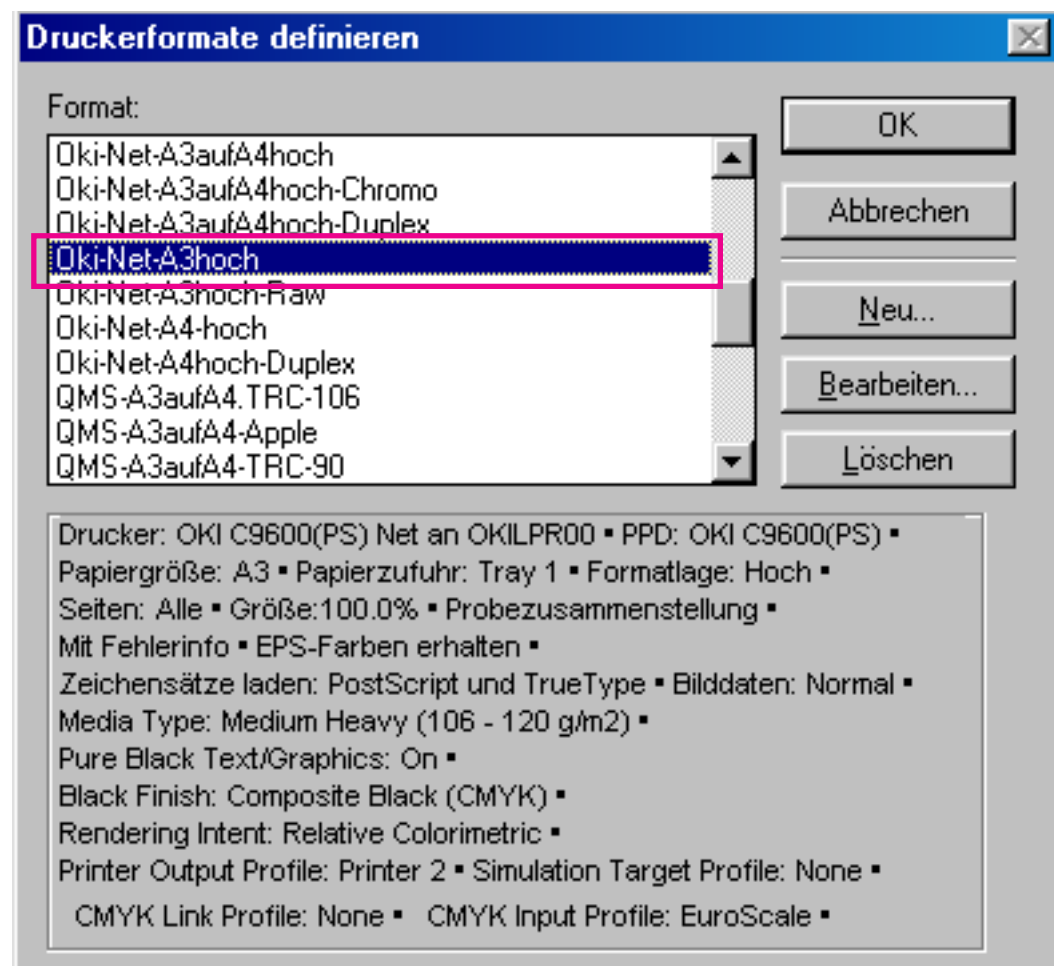 Druckerformate definieren
Format:
OK
Oki-Net-A3aufA4hoch
Oki-Net-A3aufA4hoch-Chromo
Abbrechen
Oki-Net-A3aufA4hoch-Duplex
Oki-Net-A3hoch
Oki-Net-A3hoch-Raw
Neu...
Oki-Net-A4-hoch
Oki-Net-A4hoch-Duplex
Bearbeiten...
QMS-A3aufA4.TRC-106
QMS-A3aufA4-Apple
QMS-A3aufA4-TRC-90
Löschen
Drucker: OKI C9600(PS) Net an OKILPR00 ▪ PPD: OKI C9600(PS) ▪
Papiergröße: A3 ▪ Papierzufuhr: Tray 1 ▪ Formatlage: Hoch ▪
Seiten: Alle ▪ Größe:100.0% ▪ Probezusammenstellung ▪
Mit Fehlerinfo ▪ EPS-Farben erhalten ▪
Zeichensätze laden: PostScript und TrueType ▪ Bilddaten: Normal ▪
Media Type: Medium Heavy (106 - 120 g/m2) ▪
Pure Black Text/Graphics: On ▪
Black Finish: Composite Black (CMYK) ▪
Rendering Intent: Relative Colorimetric ▪
Printer Output Profile: Printer 2 ▪ Simulation Target Profile: None ▪
CMYK Link Profile: None ▪ CMYK Input Profile: EuroScale ▪